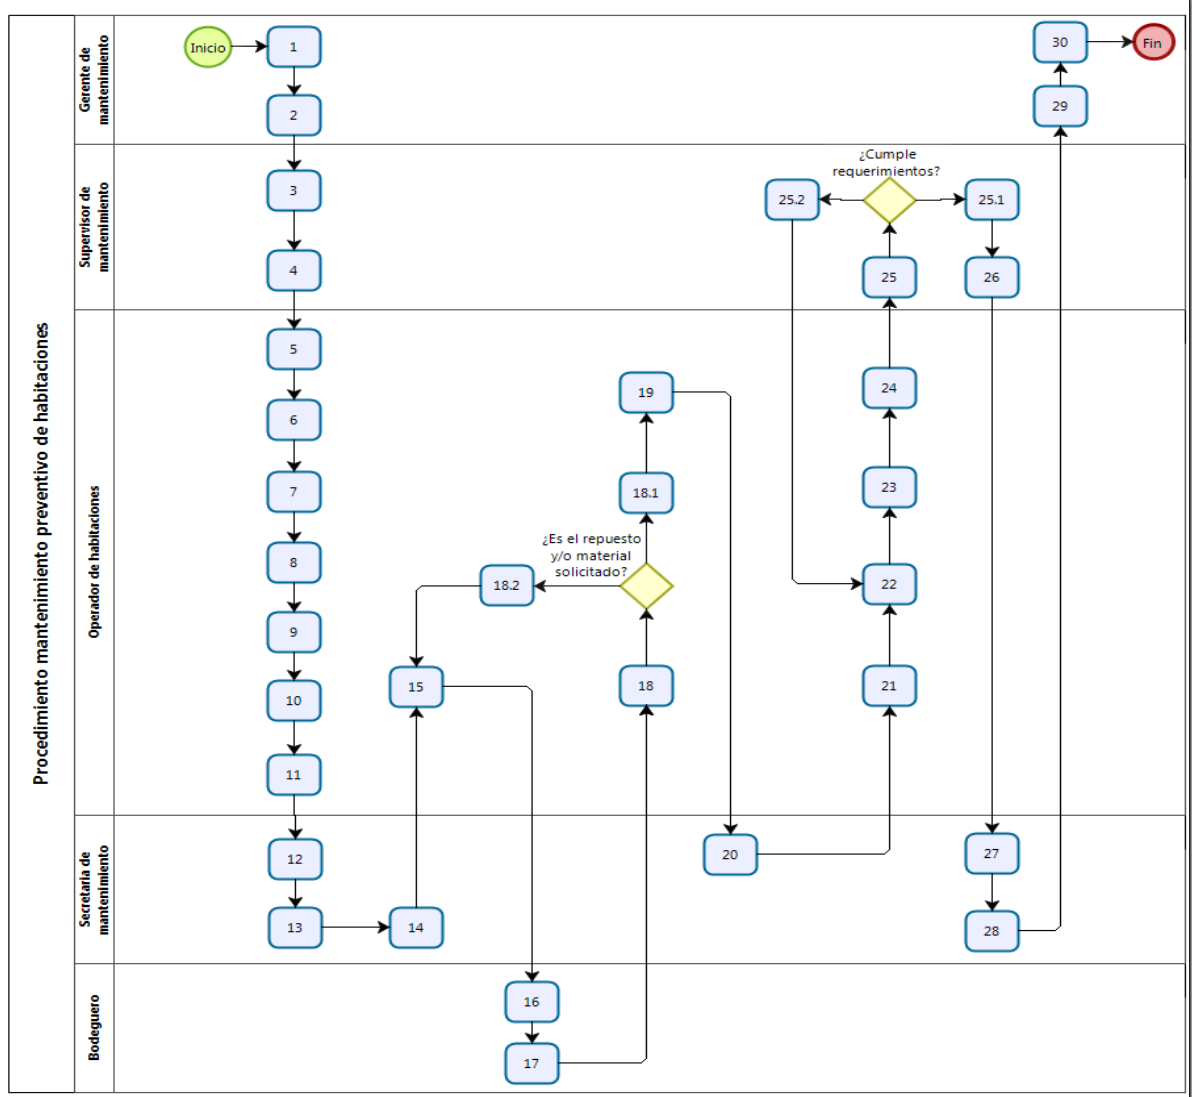 Procedimiento mantenimiento preventivo de habitaciones
Gerente de
mantenimiento
Inicio
1
2
30
Fin
29
Supervisor de
mantenimiento
3
4
¿Cumple
requerimientos?
25.2
25.1
25
26
Operador de habitaciones
5
6
7
8
9
10
11
19
18.1
¿Es el repuesto
y/o material
solicitado?
18.2
15
18
24
23
22
21
Secretaria de
mantenimiento
12
13
14
20
27
28
Bodeguero
16
17